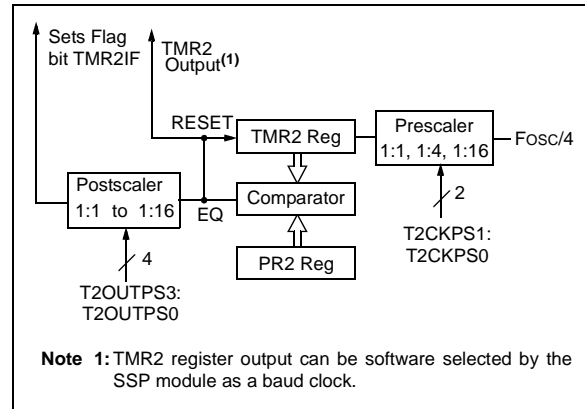 Sets Flag
bit TMR2IF
TMR2
Output(1)
RESET
TMR2 Reg
Prescaler
1:1, 1:4, 1:16
FOSC/4
2
T2CKPS1:
T2CKPS0
Postscaler
1:1 to 1:16
EQ
Comparator
4
T2OUTPS3:
T2OUTPS0
PR2 Reg
Note 1: TMR2 register output can be software selected by the
SSP module as a baud clock.